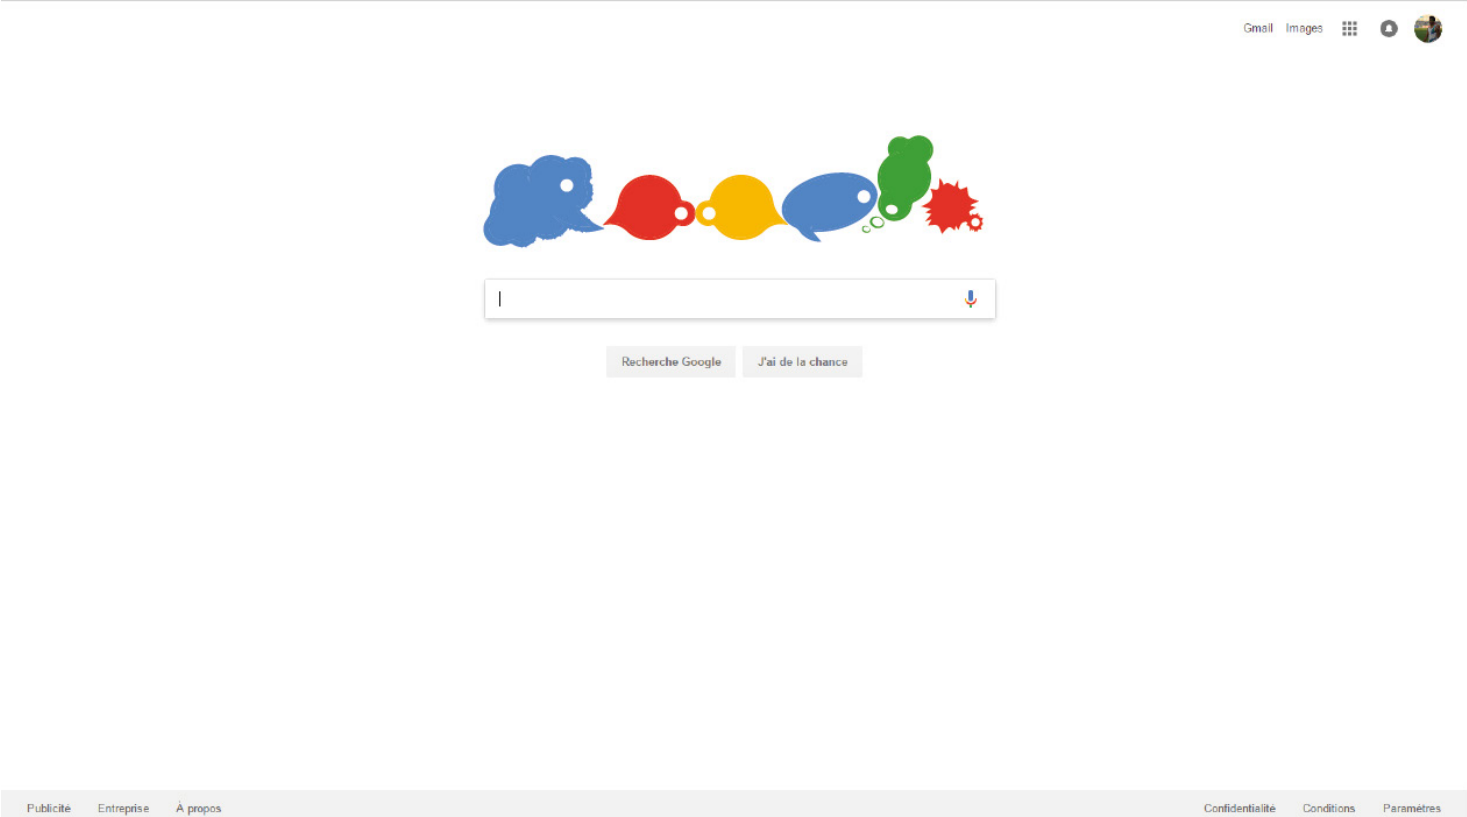 Gmail Images
Recherche Google J'ai de la chance
Publicité Entreprise À propos Confidentialité Conditions Paramètres